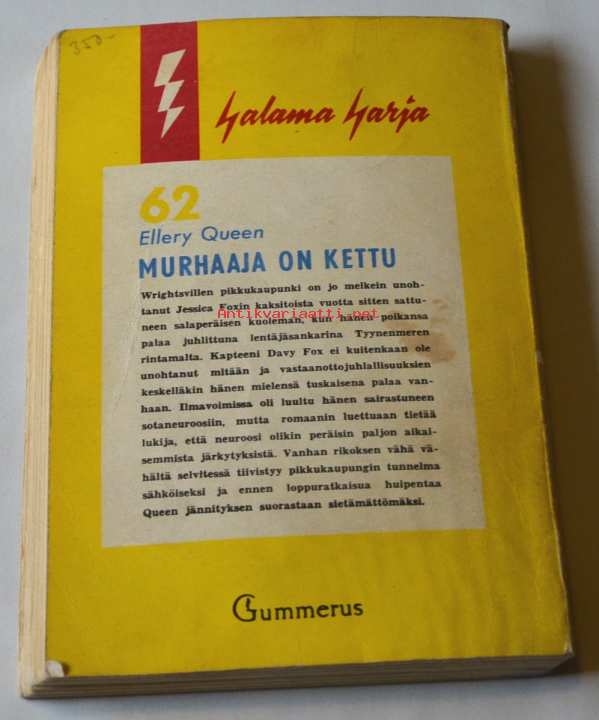 350-
Salama Sarja
62
Ellery Queen
MURHAAJA ON KETTU
Wrightsvillen pikkukaupunki on jo melkein unoh-
tanut Jessica Foxin kaksitoista vuotta sitten sattu-
neen salaperäisen kuoleman, kun hänen poikansa
Antikvariaatti.net
palaa juhlittuna lentäjäsankarina Tyynenmeren
rintamalta. Kapteeni Davy Fox ei kuitenkaan ole
unohtanut mitään ja vastaanottojuhlallisuuksien
keskelläkin hänen mielensä tuskaisena palaa van-
haan. Ilmavoimissa oli luultu hänen sairastuneen
sotaneuroosiin, mutta romaanin luettuaan tietää
lukija, että neuroosi olikin peräisin paljon aikai-
semmista järkytyksistä. Vanhan rikoksen vähä vä-
hältä selvitessä tiivistyy pikkukaupungin tunnelma
sähköiseksi ja ennen loppuratkaisua huipentaa
Queen jännityksen suorastaan sietämättömäksi.
Gummerus